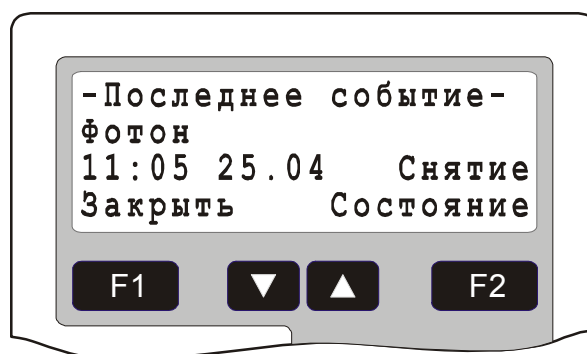 -Последнее событие-
Фотон
11:05 25.04 Снятие
Закрыть Состояние
F1 F2